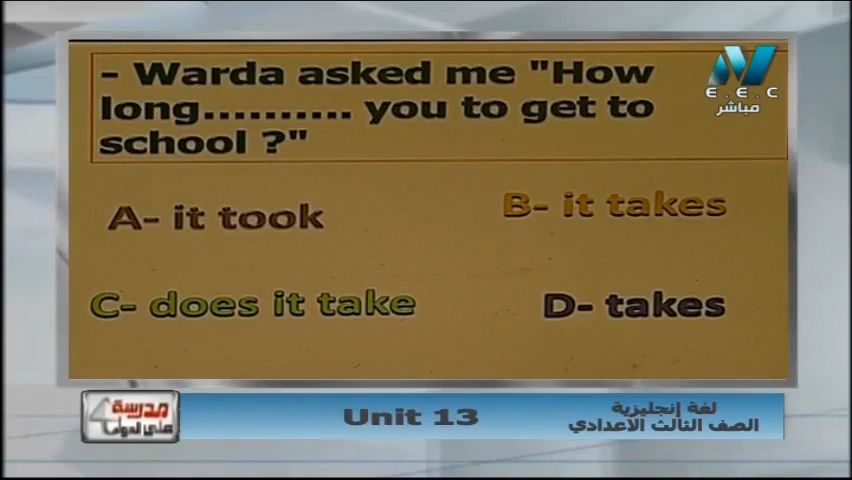 - Warda asked me "How
long.......... you to get to
school ?"
E . E . C
مباشر
A- it took
B- it takes
C- does it take
D- takes
مدرسة
على الهواء
Unit 13
لغة إنجليزية
الصف الثالث الاعدادي